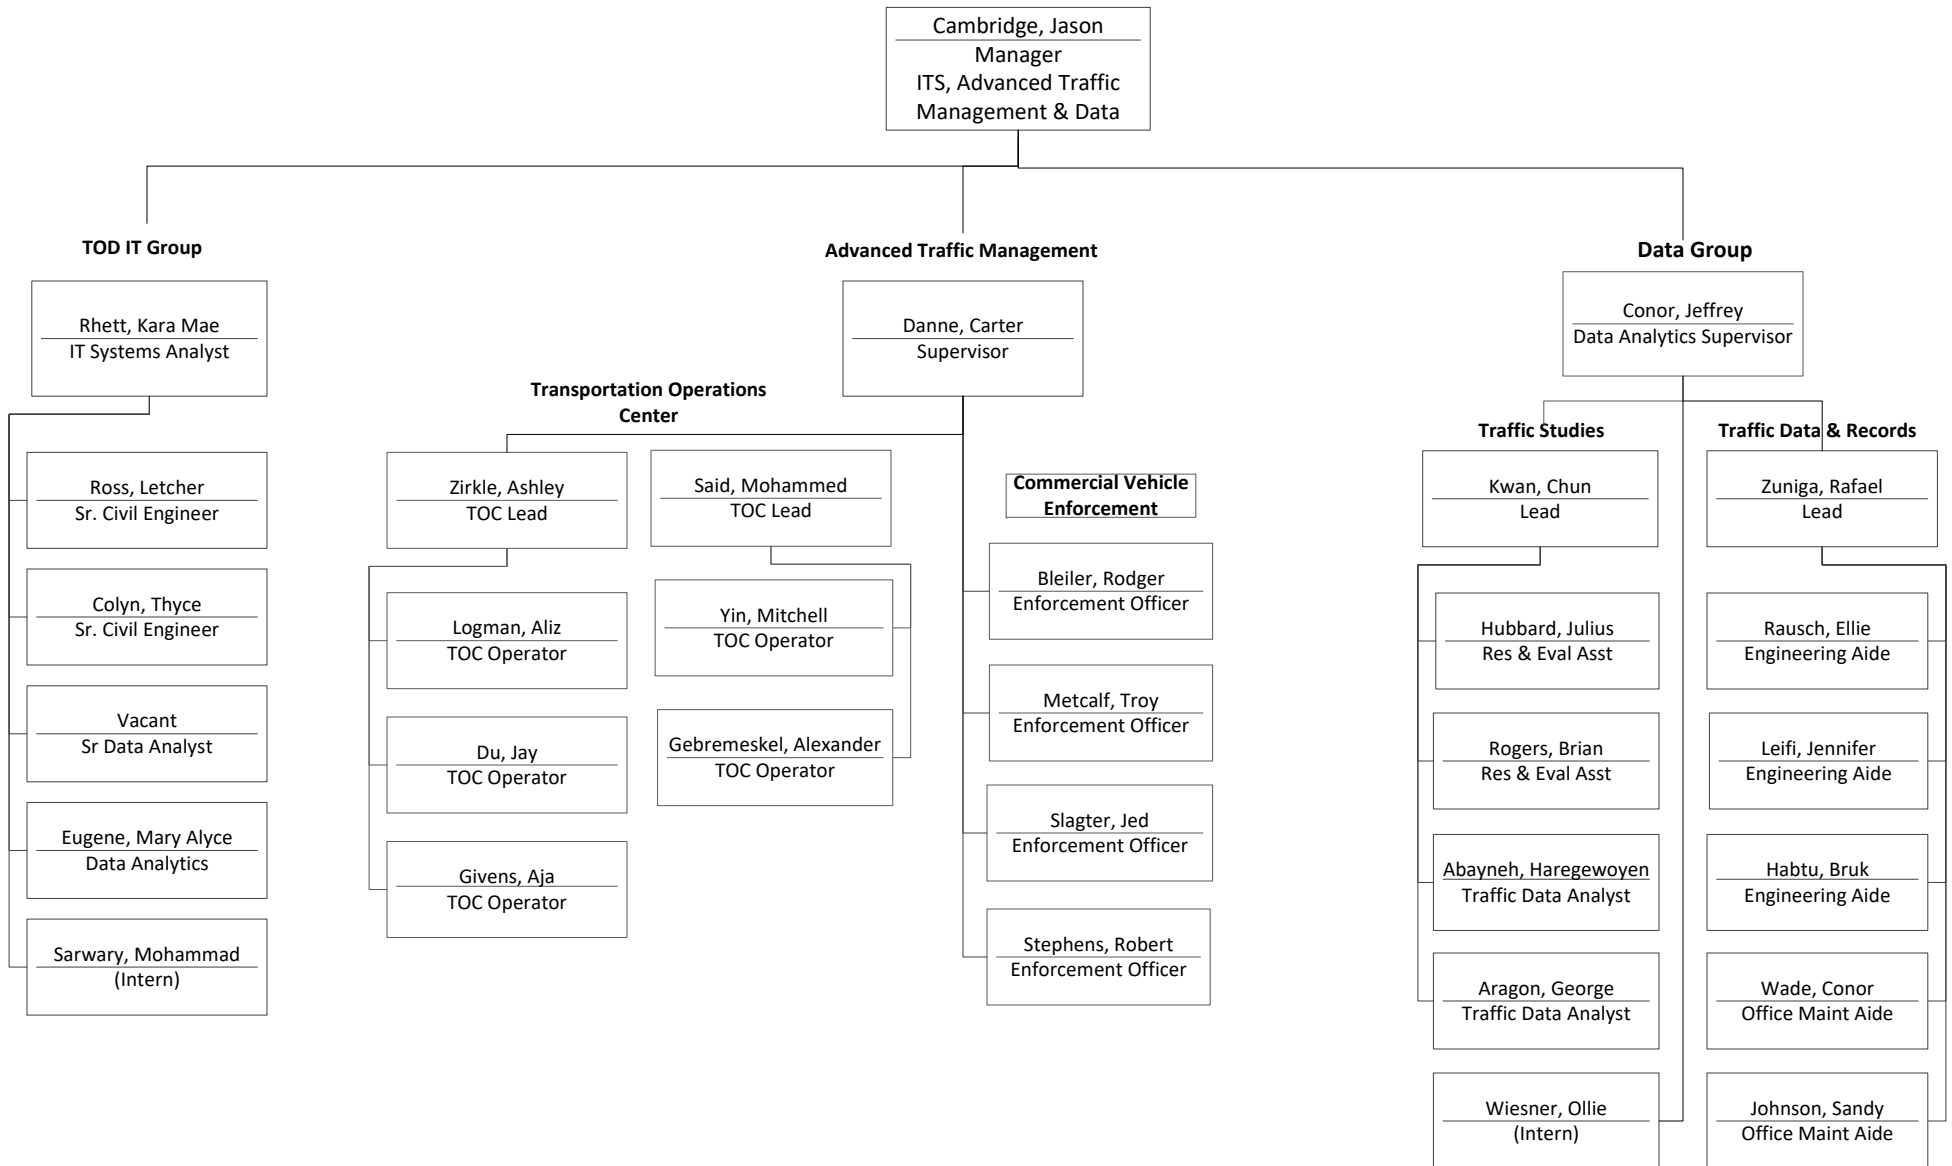 Cambridge, Jason
Manager
ITS, Advanced Traffic
Management & Data
TOD IT Group
Rhett, Kara Mae
IT Systems Analyst
Ross, Letcher
Sr. Civil Engineer
Colyn, Thyce
Sr. Civil Engineer
Vacant
Sr Data Analyst
Eugene, Mary Alyce
Data Analytics
Sarwary, Mohammad
(Intern)
Advanced Traffic Management
Danne, Carter
Supervisor
Transportation Operations
Center
Zirkle, Ashley
TOC Lead
Logman, Aliz
TOC Operator
Du, Jay
TOC Operator
Givens, Aja
TOC Operator
Said, Mohammed
TOC Lead
Yin, Mitchell
TOC Operator
Gebremeskel, Alexander
TOC Operator
Commercial Vehicle
Enforcement
Bleiler, Rodger
Enforcement Officer
Metcalf, Troy
Enforcement Officer
Slagter, Jed
Enforcement Officer
Stephens, Robert
Enforcement Officer
Data Group
Conor, Jeffrey
Data Analytics Supervisor
Traffic Studies
Kwan, Chun
Lead
Hubbard, Julius
Res & Eval Asst
Rogers, Brian
Res & Eval Asst
Abayneh, Haregewoyen
Traffic Data Analyst
Aragon, George
Traffic Data Analyst
Wiesner, Ollie
(Intern)
Traffic Data & Records
Zuniga, Rafael
Lead
Rausch, Ellie
Engineering Aide
Leifi, Jennifer
Engineering Aide
Habtu, Bruk
Engineering Aide
Wade, Conor
Office Maint Aide
Johnson, Sandy
Office Maint Aide